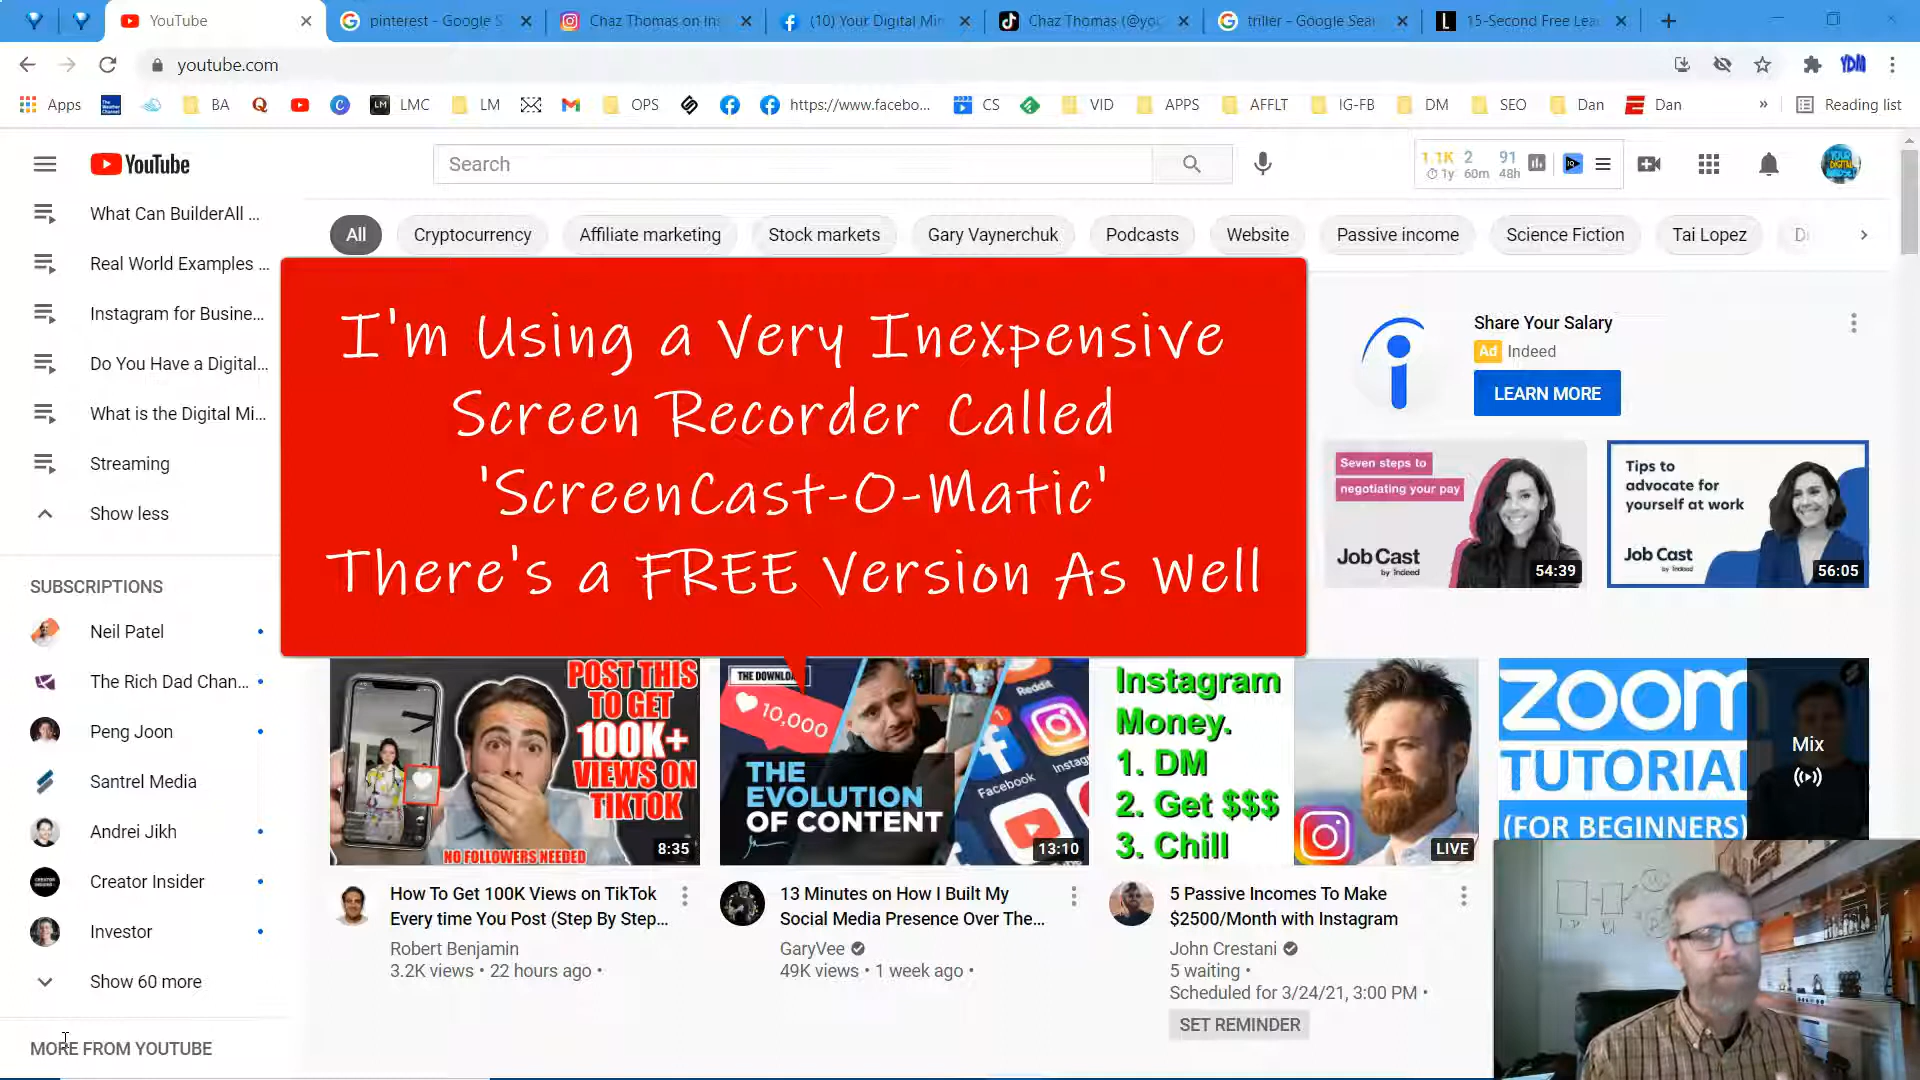 YouTube
pinterest - Google S
Chaz Thomas on Ins
(10) Your Digital Min
Chaz Thomas (@you
triller - Google Sear
15-Second Free Lea
youtube.com
YDM
Apps
BA
LMC
LM
OPS
https://www.facebo...
CS
VID
APPS
AFFLT
IG-FB
DM
SEO
Dan
Dan
»
Reading list
YouTube
Search
1.1K 2 91
1y 60m 48h
What Can BuilderAll ...
Real World Examples ...
Instagram for Busine...
Do You Have a Digital...
What is the Digital Mi...
Streaming
Show less
SUBSCRIPTIONS
Neil Patel
The Rich Dad Chan...
Peng Joon
Santrel Media
Andrei Jikh
Creator Insider
Investor
Show 60 more
MORE FROM YOUTUBE
All
Cryptocurrency
Affiliate marketing
Stock markets
Gary Vaynerchuk
Podcasts
Website
Passive income
Science Fiction
Tai Lopez
I'm Using a Very Inexpensive
Screen Recorder Called
'ScreenCast-O-Matic'
There's a FREE Version As Well
Share Your Salary
Ad Indeed
LEARN MORE
Seven steps to
negotiating your pay
Job Cast
by indeed
54:39
Tips to
advocate for
yourself at work
Job Cast
by indeed
56:05
POST THIS
TO GET
100K+
VIEWS ON
TIKTOK
NO FOLLOWERS NEEDED
8:35
How To Get 100K Views on TikTok
Every time You Post (Step By Step...
Robert Benjamin
3.2K views • 22 hours ago •
THE DOWNLOA
10,000
THE
EVOLUTION
OF CONTENT
Reddit
Facebook
Instag
13:10
13 Minutes on How I Built My
Social Media Presence Over The...
GaryVee
49K views • 1 week ago •
Instagram
Money.
1. DM
2. Get $$$
3. Chill
LIVE
5 Passive Incomes To Make
$2500/Month with Instagram
John Crestani
5 waiting •
Scheduled for 3/24/21, 3:00 PM •
SET REMINDER
zoom
TUTORIA
(FOR BEGINNERS)
Mix